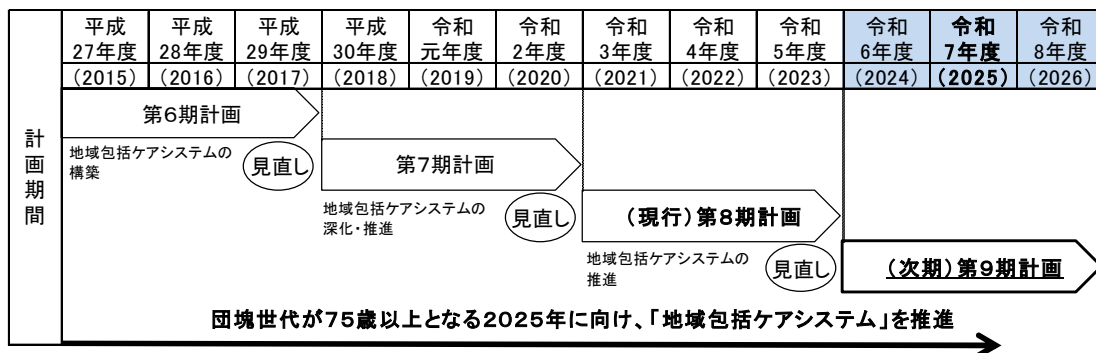 平成 平成 平成 平成 令和 令和 令和 令和 令和 令和 令和 令和
27年度 28年度 29年度 30年度 元年度 2年度 3年度 4年度 5年度 6年度 7年度 8年度
(2015) (2016) (2017) (2018) (2019) (2020) (2021) (2022) (2023) (2024) (2025) (2026)
計画期間
第6期計画
地域包括ケアシステムの
構築
見直し
第7期計画
地域包括ケアシステムの
深化・推進
見直し
(現行)第8期計画
地域包括ケアシステムの
推進
見直し
(次期)第9期計画
団塊世代が75歳以上となる2025年に向け、「地域包括ケアシステム」を推進